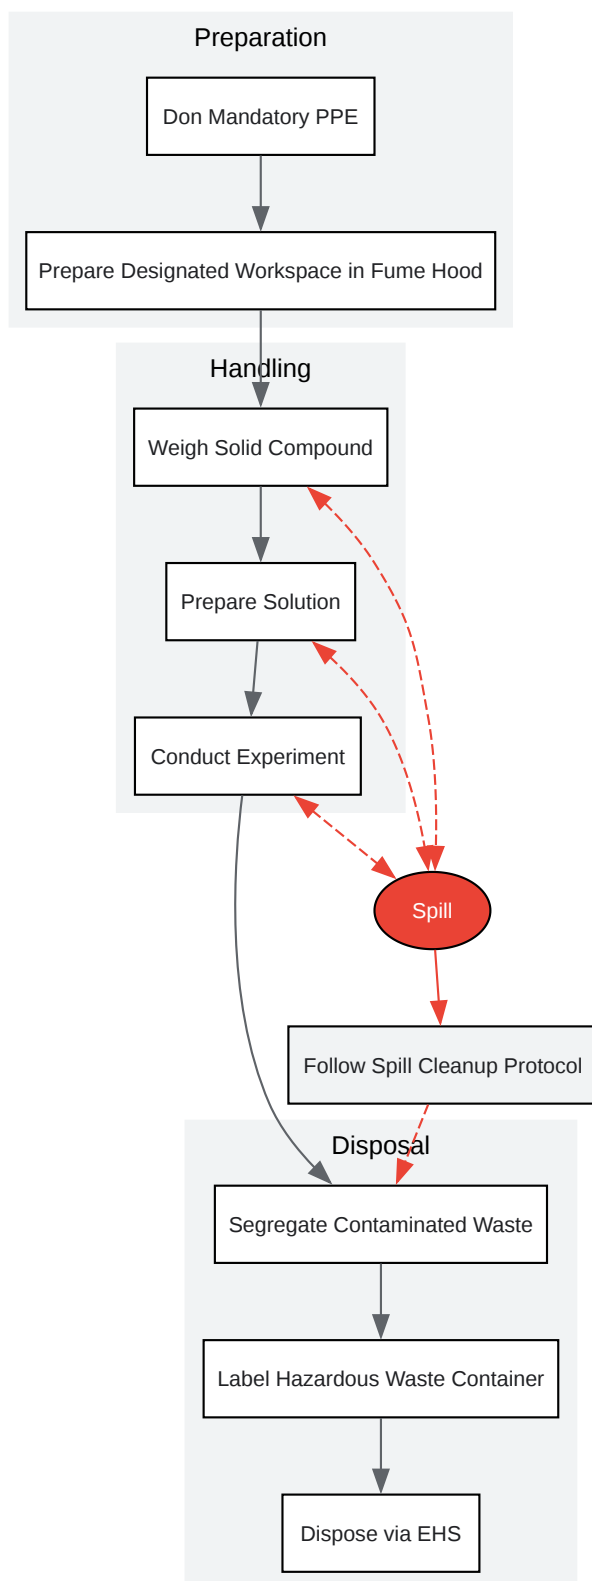 Preparation
Don Mandatory PPE
Prepare Designated Workspace in Fume Hood
Handling
Weigh Solid Compound
Prepare Solution
Conduct Experiment
Spill
Follow Spill Cleanup Protocol
Disposal
Segregate Contaminated Waste
Label Hazardous Waste Container
Dispose via EHS